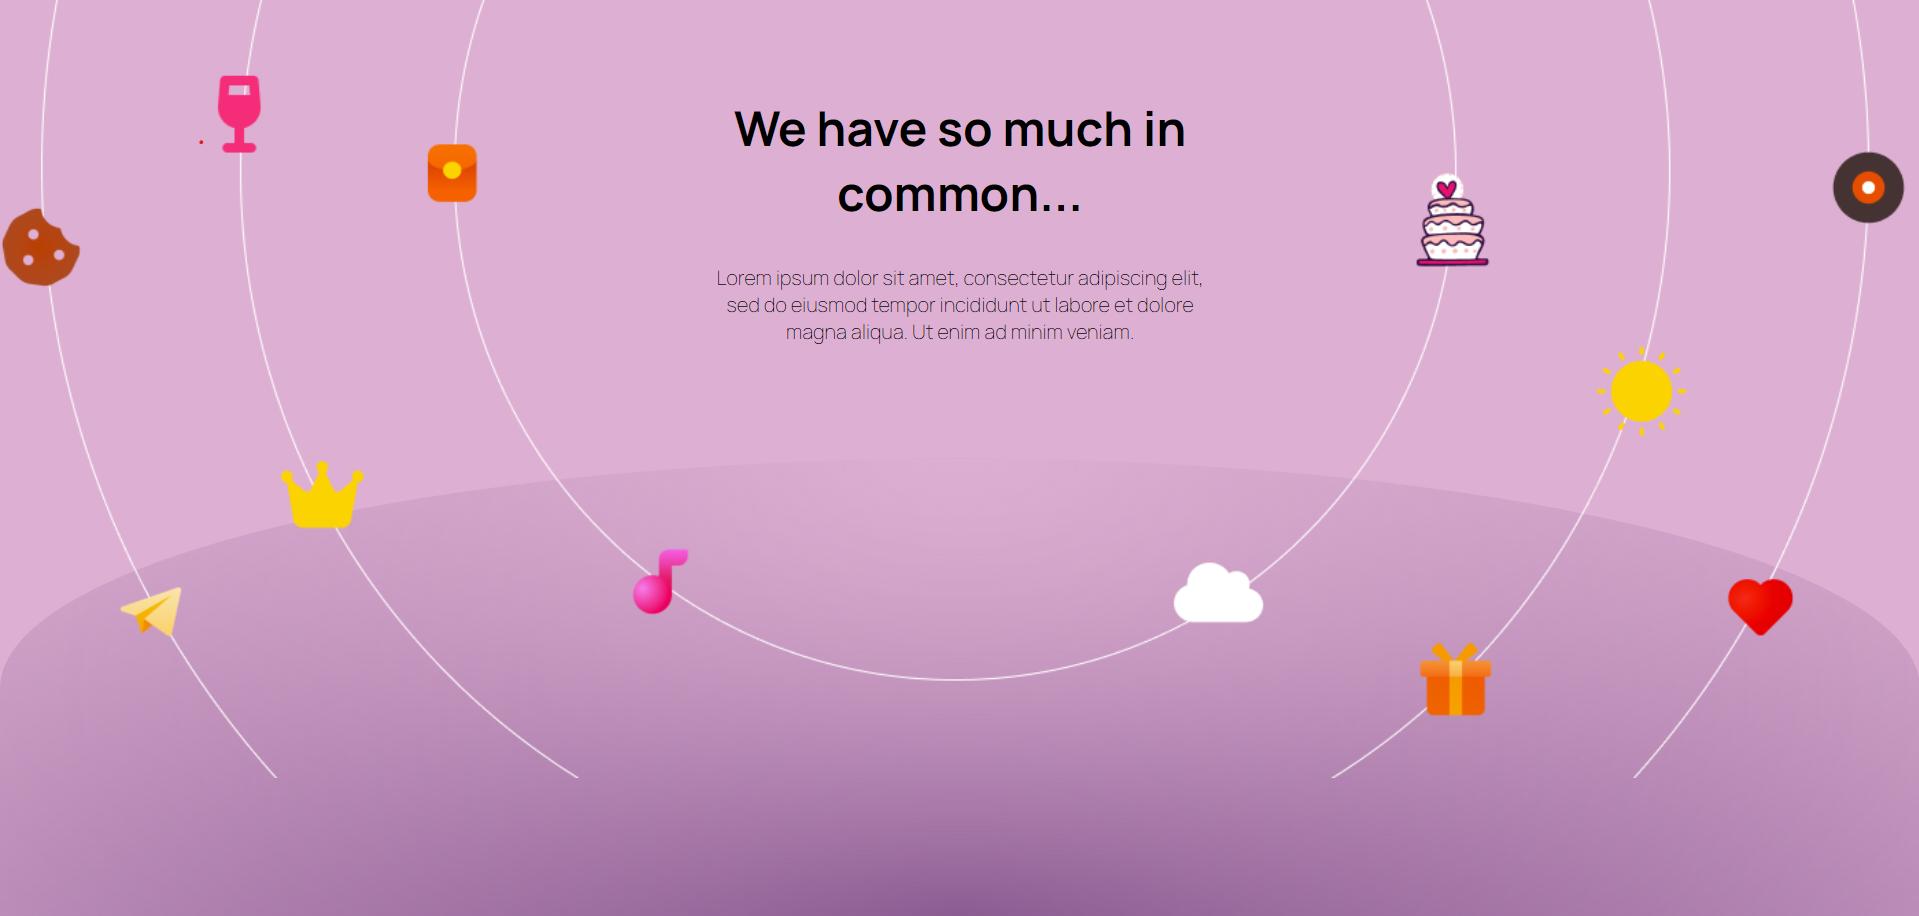 We have so much in
common...
Lorem ipsum dolor sit amet, consectetur adipiscing elit,
sed do eiusmod tempor incididunt ut labore et dolore
magna aliqua. Ut enim ad minim veniam.